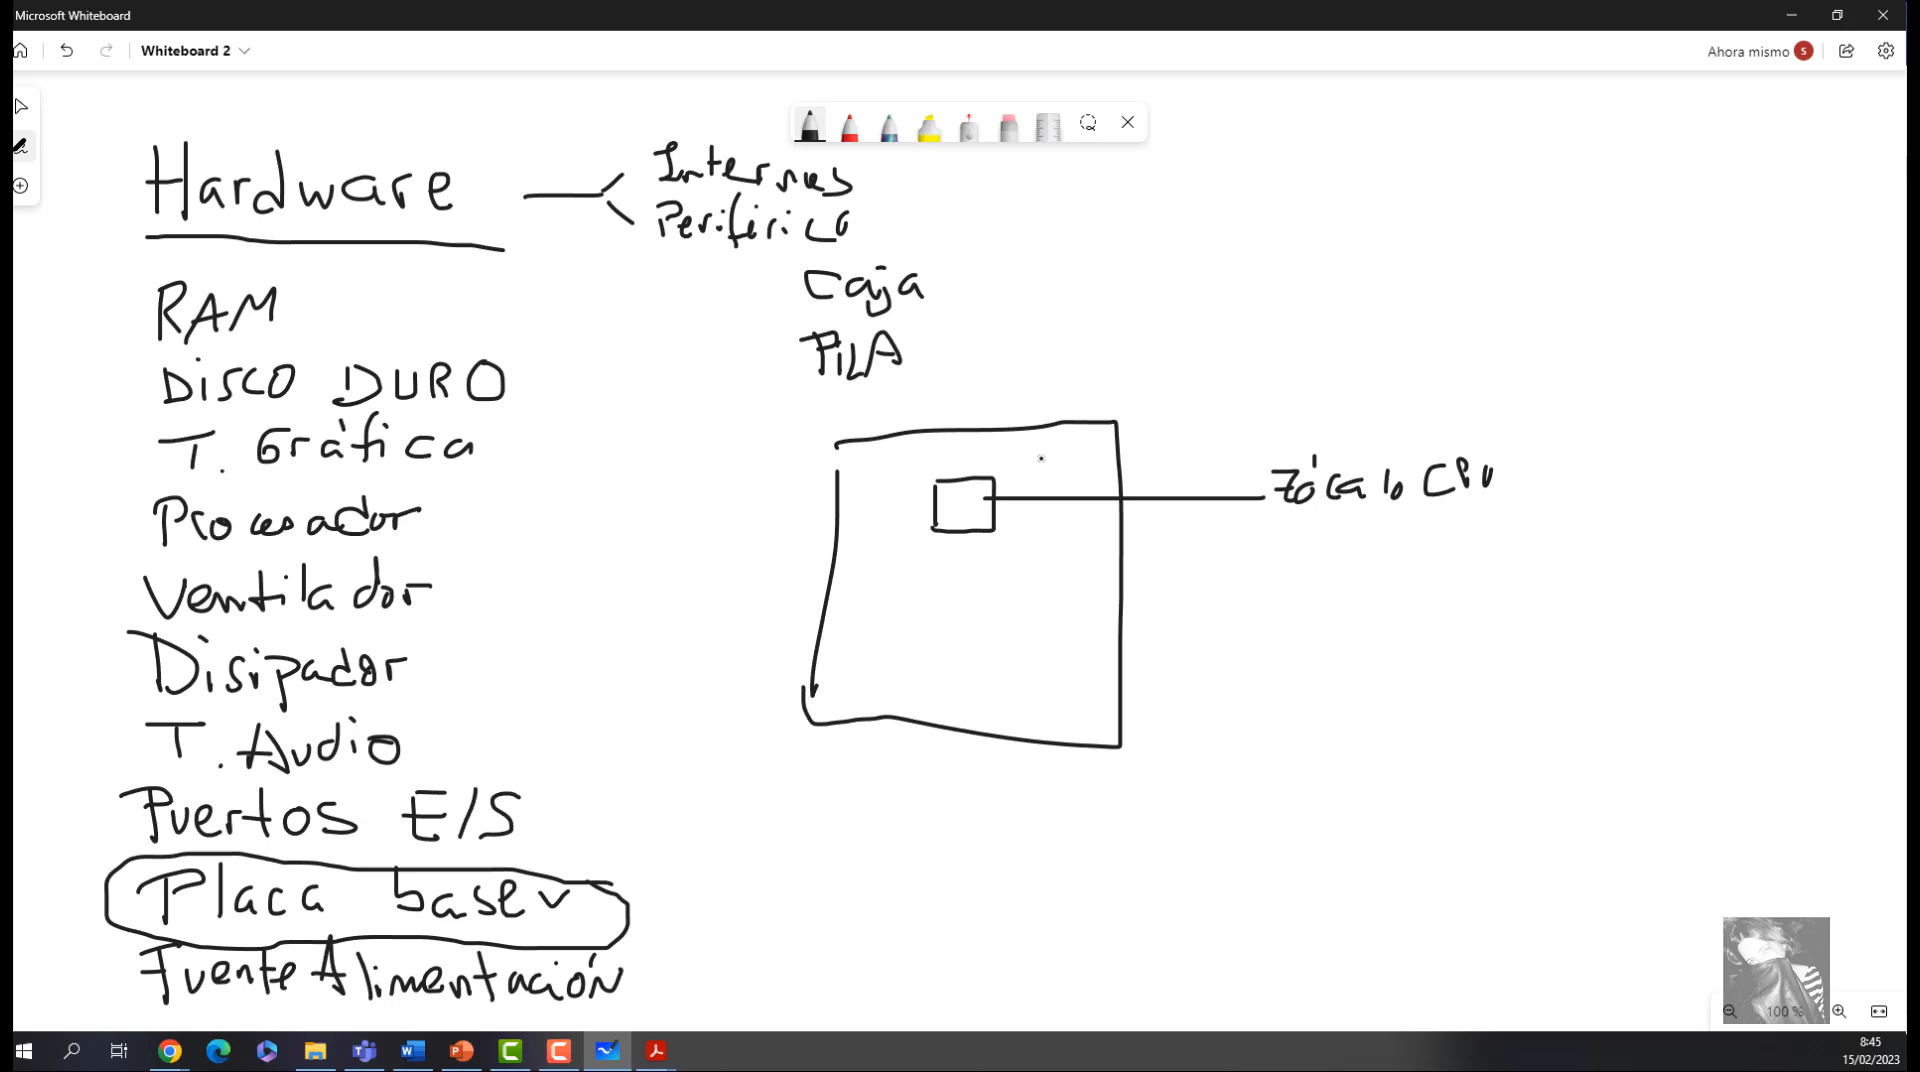 Microsoft Whiteboard
Whiteboard 2
Ahora mismo S
Hardware
Internos
Periférico
RAM
Caja
PILA
DISCO DURO
T. Gráfica
Procesador
Zócalo CPU
Ventilador
Disipador
T. Audio
Puertos E/S
Placa base
Fuente Alimentación
100 %
8:45
15/02/2023